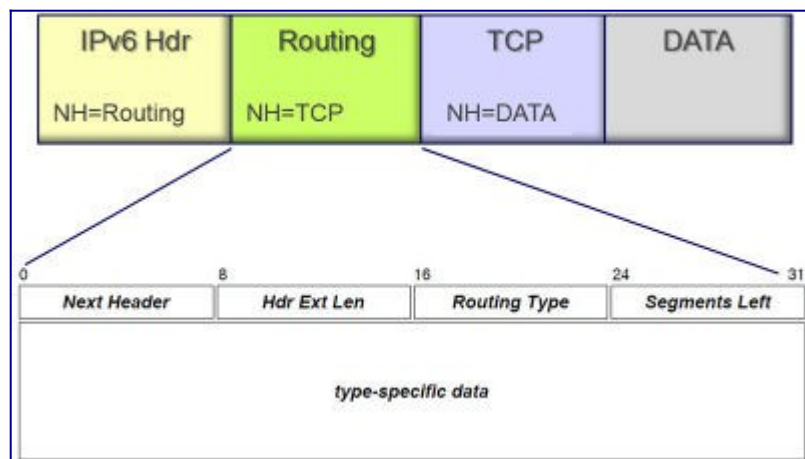 IPv6 Hdr Routing TCP DATA
NH=Routing NH=TCP NH=DATA
0 8 16 24 31
Next Header Hdr Ext Len Routing Type Segments Left
type-specific data